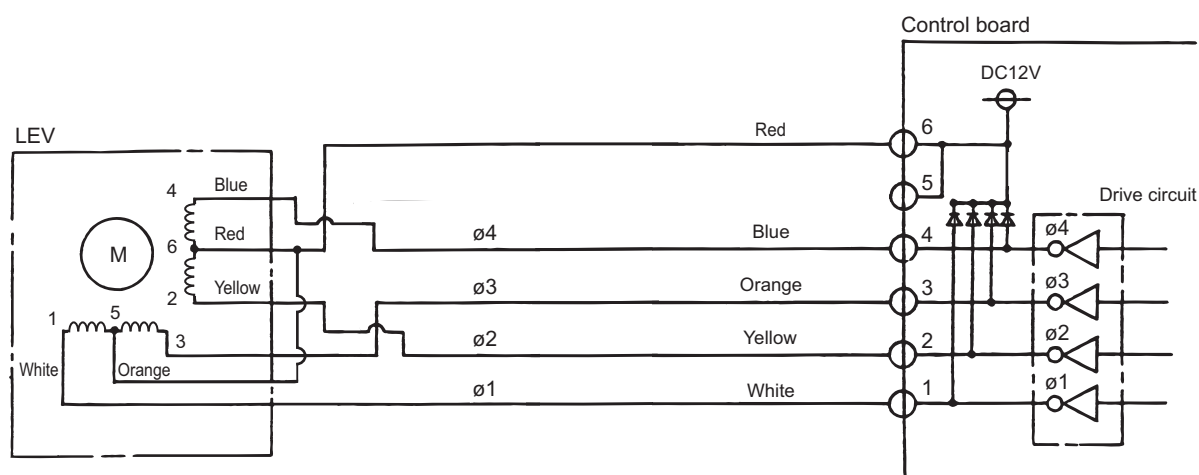 Control board
DC12V
LEV
Red
6
5
Drive circuit
4
Blue
6
Red
M
2
Yellow
ø4
Blue
4
ø4
ø3
Orange
3
ø3
1
5
3
White
Orange
ø2
Yellow
2
ø2
ø1
White
1
ø1